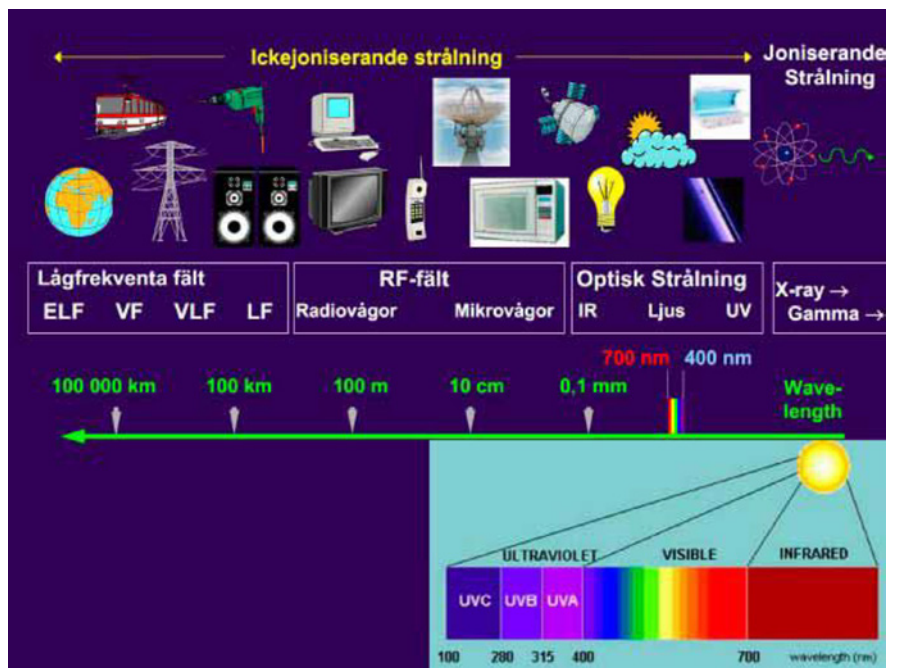 Ickejoniserande strålning
Joniserande
Strålning
Lågfrekventa fält
ELF VF VLF LF
RF-fält
Radiovågor Mikrovågor
Optisk Strålning
IR Ljus UV
X-ray →
Gamma →
700 nm 400 nm
100 000 km 100 km 100 m 10 cm 0,1 mm
Wave-
length
ULTRAVIOLET VISIBLE INFRARED
UVC UVB UVA
100 280 315 400 700 wavelength (nm)